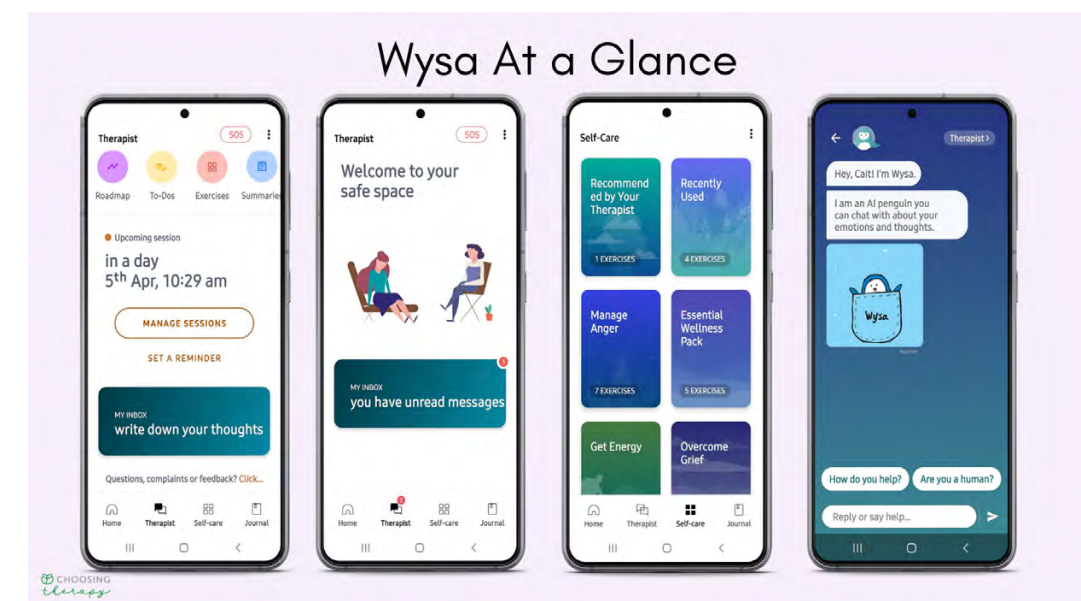 Wysa At a Glance
Therapist
SOS
Roadmap
To-Dos
Exercises
Summaries
Upcoming session
in a day
5th Apr, 10:29 am
MANAGE SESSIONS
SET A REMINDER
MY INBOX
write down your thoughts
Questions, complaints or feedback? Click...
Home
Therapist
Self-care
Journal
Therapist
SOS
Welcome to your
safe space
3
MY INBOX
you have unread messages
3
Home
Therapist
Self-care
Journal
Self-Care
Recommend
ed by Your
Therapist
1 EXERCISES
Recently
Used
4 EXERCISES
Manage
Anger
7 EXERCISES
Essential
Wellness
Pack
5 EXERCISES
Get Energy
Overcome
Grief
Home
Therapist
Self-care
Journal
Therapist >
Hey, Cait! I'm Wysa.
I am an AI penguin you
can chat with about your
emotions and thoughts.
Wysa
How do you help?
Are you a human?
Reply or say help...
CHOOSING
therapy